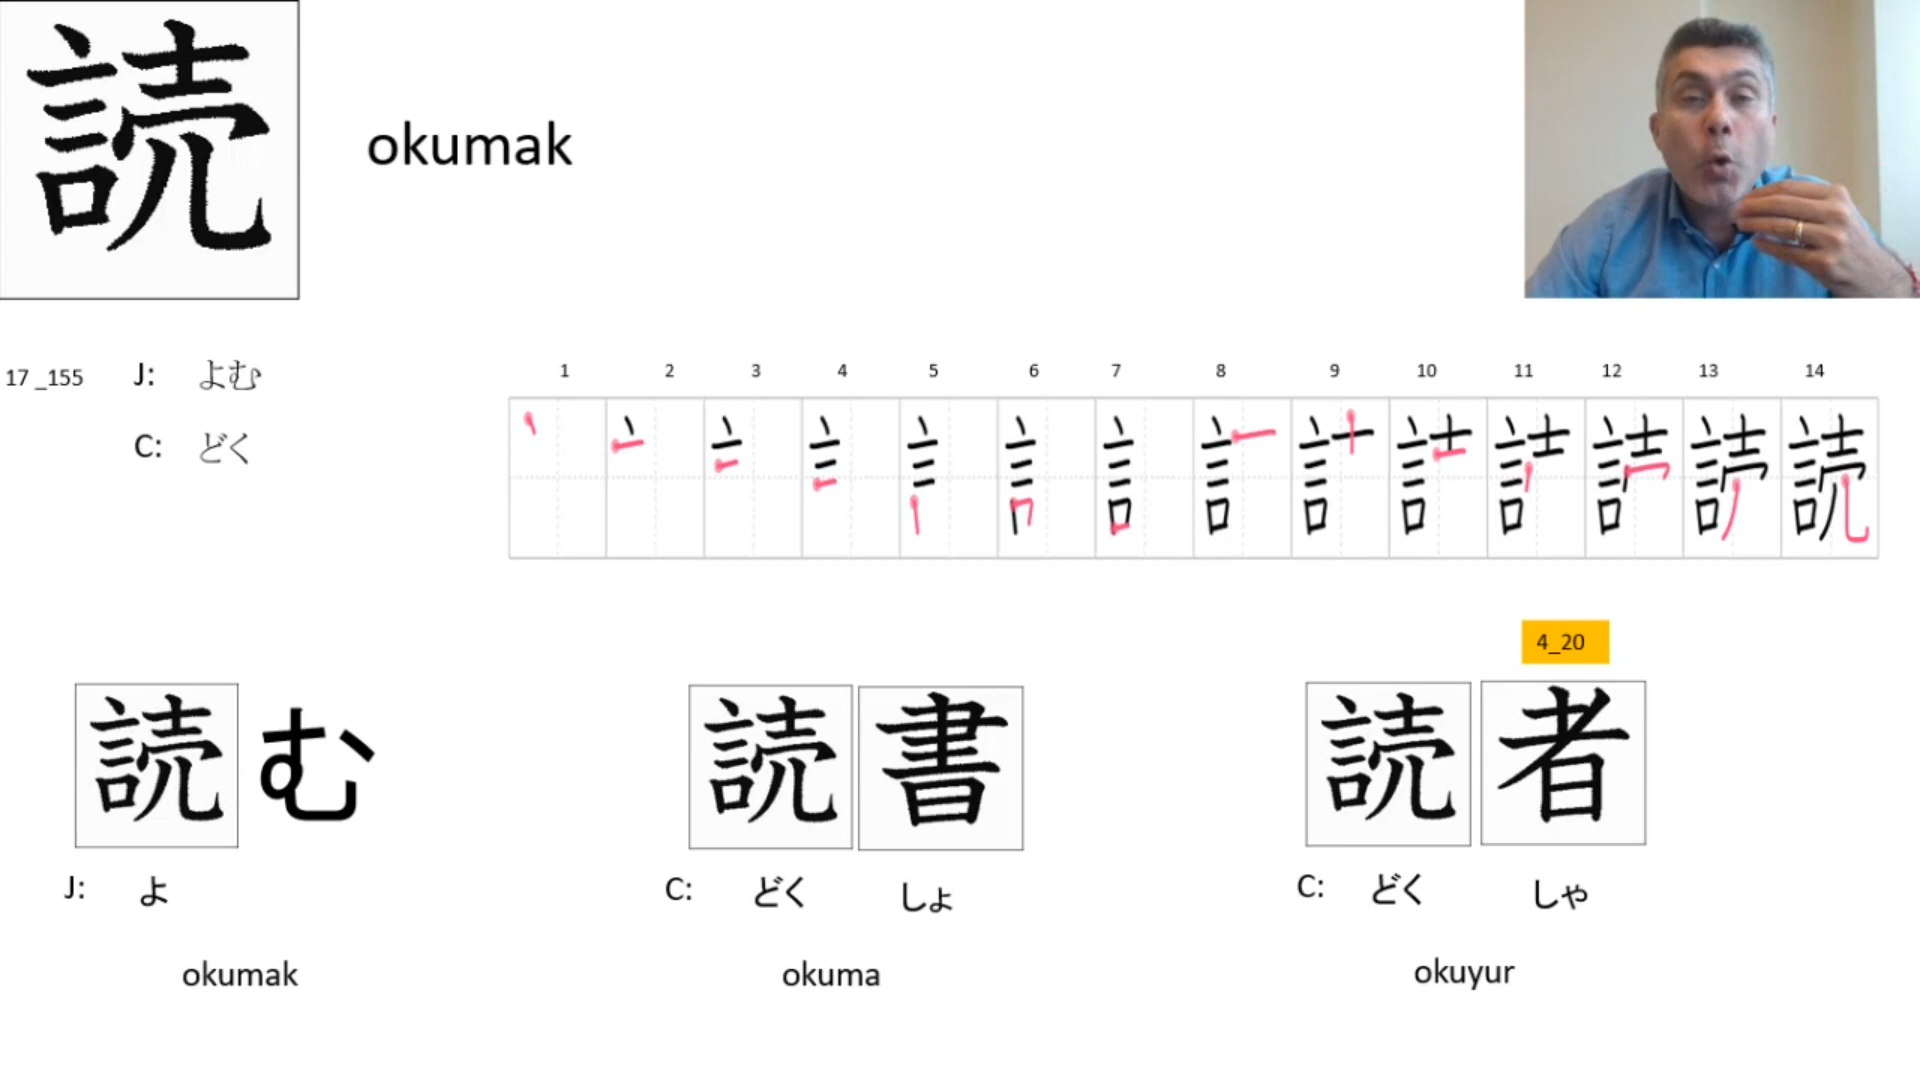 読 okumak
17_155 J: よむ
C: どく
1 2 3 4 5 6 7 8 9 10 11 12 13 14
4_20
読む 読書 読者
J: よ C: どく しょ C: どく しゃ
okumak okuma okuyur